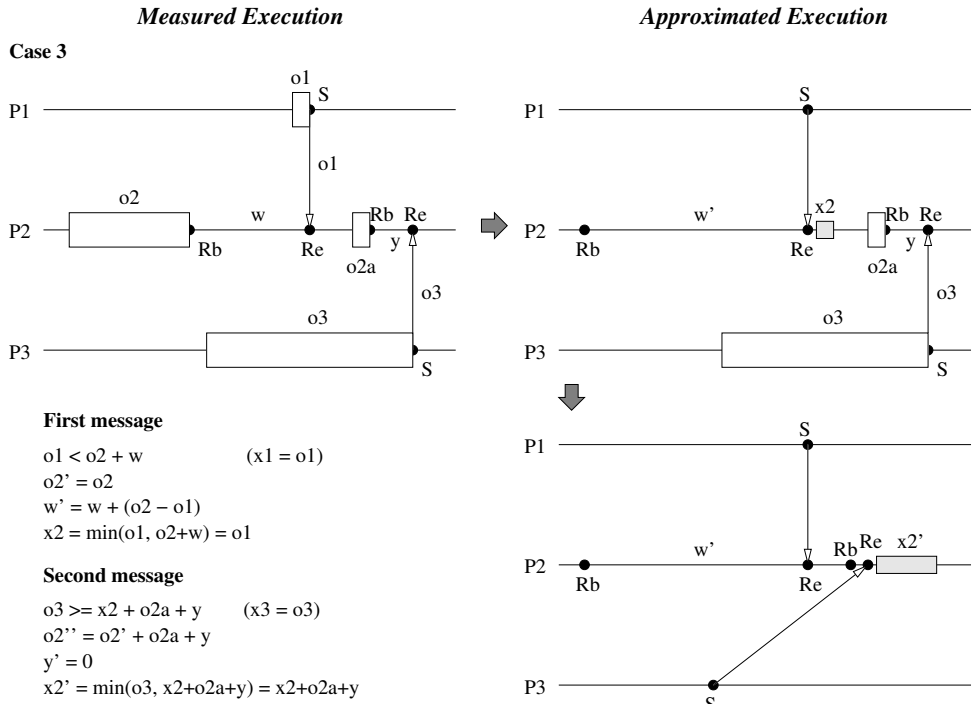 Measured Execution
Approximated Execution
Case 3
o1
S
S
P1
P1
o1
o2
w
Rb
Re
w'
x2
Rb
Re
P2
P2
Rb
Re
o2a
y
Re
o2a
y
o3
o3
o3
o3
P3
S
P3
S
First message
o1 < o2 + w (x1 = o1)
o2' = o2
w' = w + (o2 − o1)
x2 = min(o1, o2+w) = o1
Second message
o3 >= x2 + o2a + y (x3 = o3)
o2'' = o2' + o2a + y
y' = 0
x2' = min(o3, x2+o2a+y) = x2+o2a+y
S
P1
w'
Rb
Re
x2'
P2
Rb
Re
P3
S